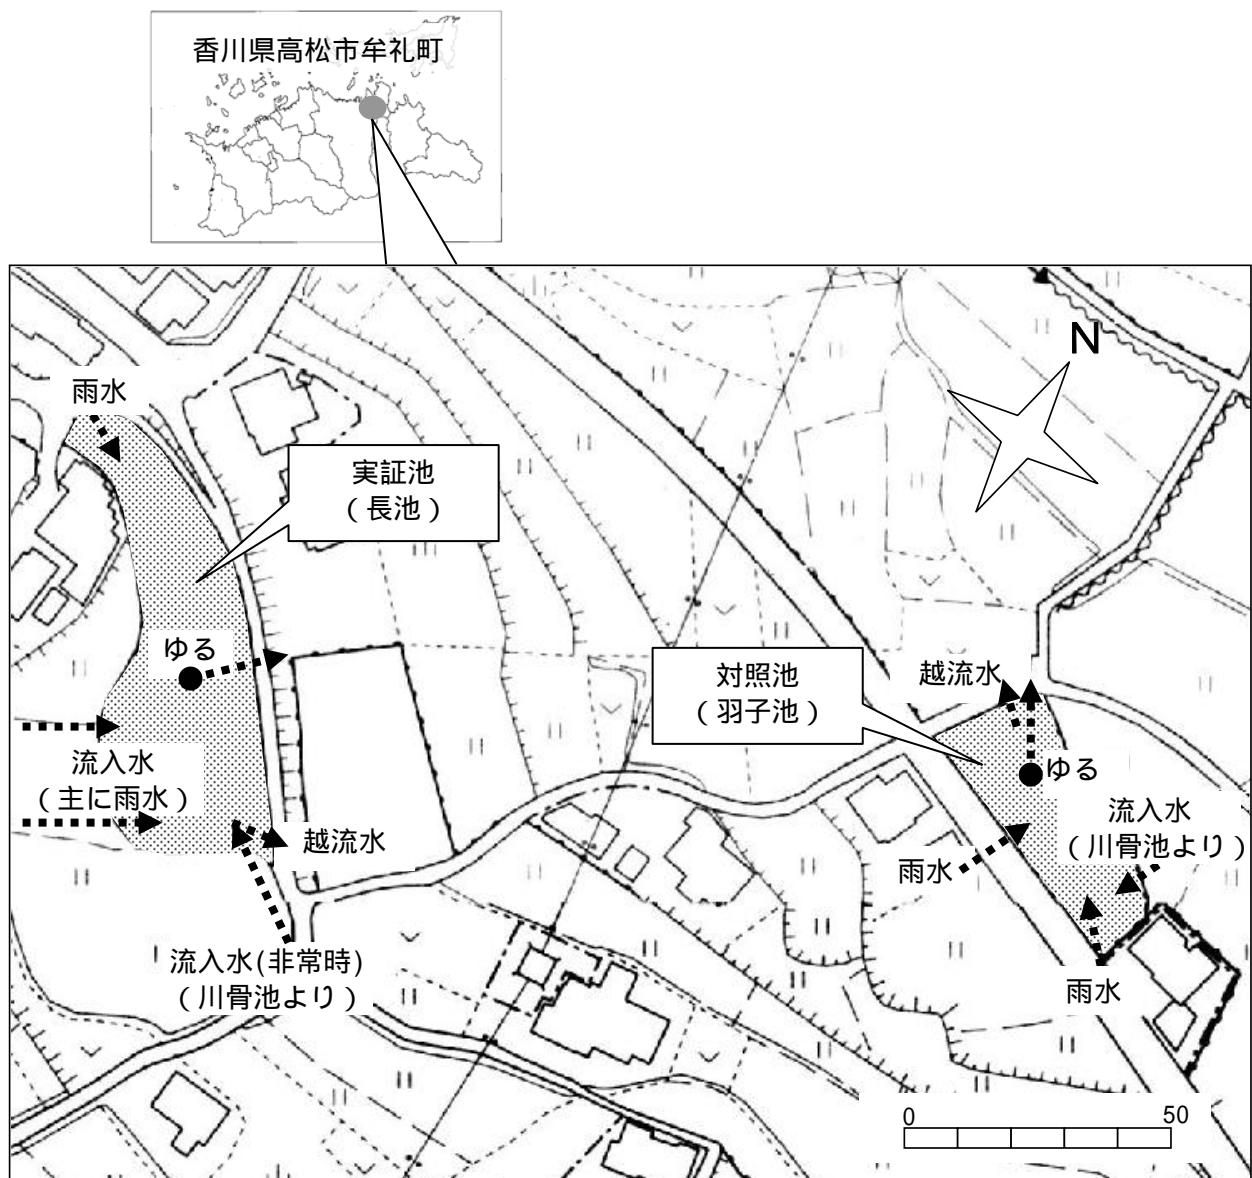 香川県高松市牟礼町
N
雨水
実証池
(長池)
ゆる
対照池
(羽子池)
越流水
ゆる
流入水
(主に雨水)
越流水
流入水
(川骨池より)
雨水
流入水(非常時)
(川骨池より)
雨水
0 50